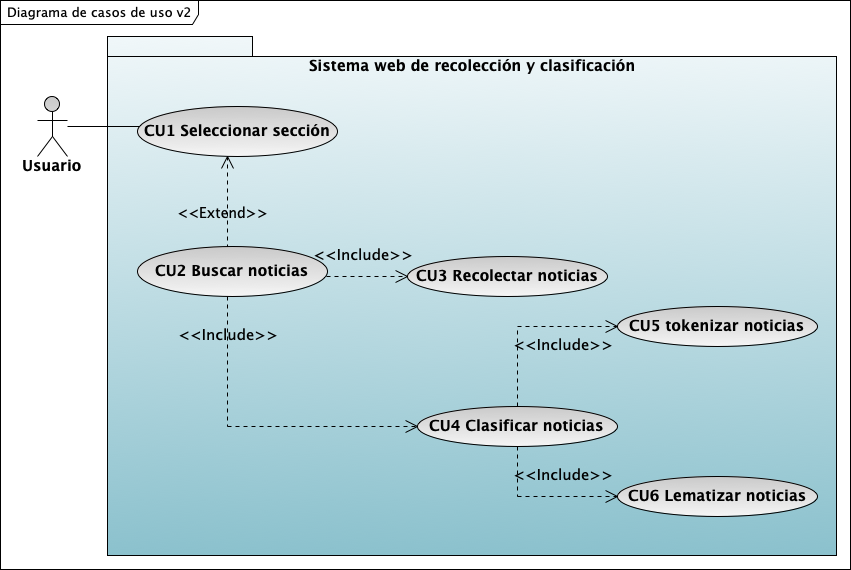 Diagrama de casos de uso v2
Sistema web de recolección y clasificación
CU1 Seleccionar sección
Usuario
<<Extend>>
<<Include>>
CU2 Buscar noticias
CU3 Recolectar noticias
<<Include>>
CU5 tokenizar noticias
<<Include>>
CU4 Clasificar noticias
<<Include>>
CU6 Lematizar noticias